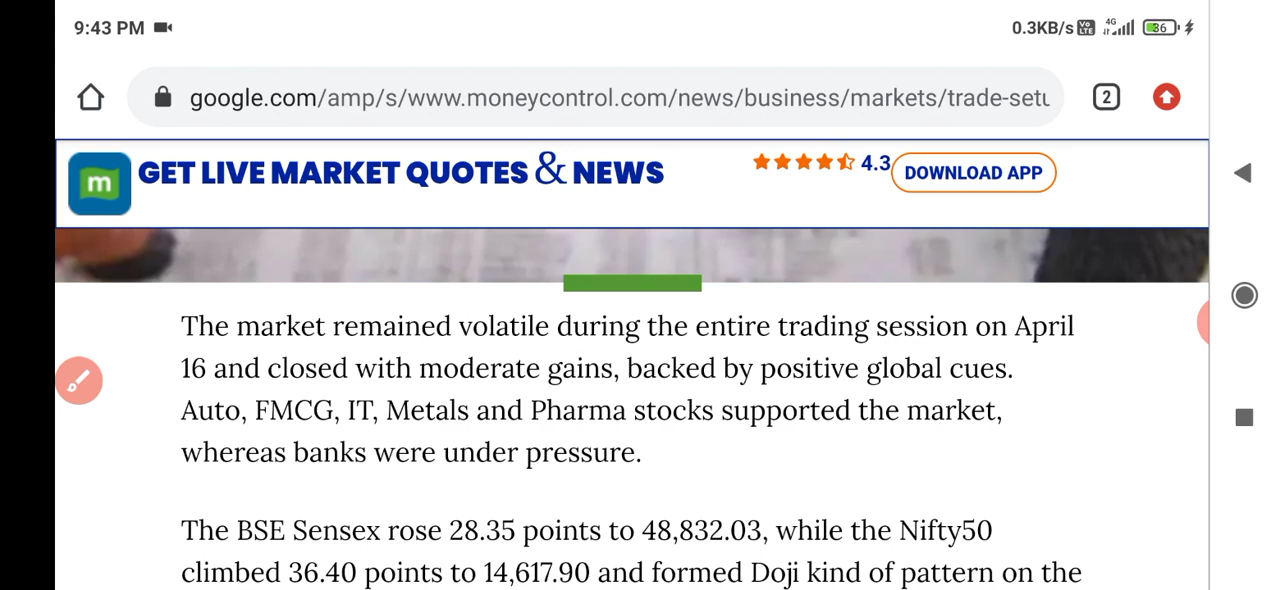 9:43 PM
0.3KB/s Vo LTE 4G 36
google.com/amp/s/www.moneycontrol.com/news/business/markets/trade-setu
2
m
GET LIVE MARKET QUOTES & NEWS
4.3
DOWNLOAD APP
The market remained volatile during the entire trading session on April
16 and closed with moderate gains, backed by positive global cues.
Auto, FMCG, IT, Metals and Pharma stocks supported the market,
whereas banks were under pressure.
The BSE Sensex rose 28.35 points to 48,832.03, while the Nifty50
climbed 36.40 points to 14,617.90 and formed Doji kind of pattern on the